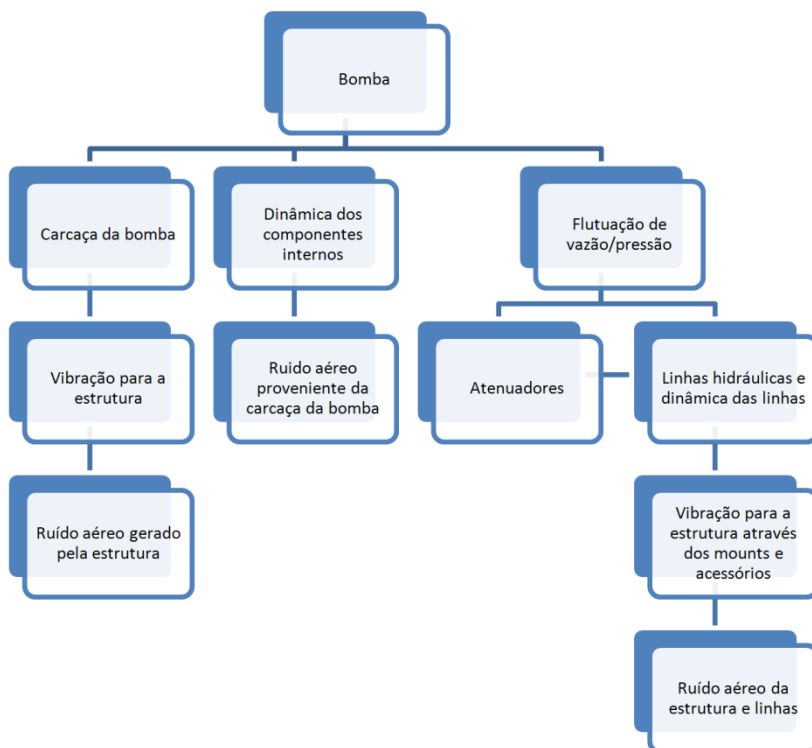 Bomba
Carcaça da bomba
Dinâmica dos
componentes
internos
Flutuação de
vazão/pressão
Vibração para a
estrutura
Ruido aéreo
proveniente da
carcaça da bomba
Atenuadores
Linhas hidráulicas e
dinâmica das linhas
Ruído aéreo gerado
pela estrutura
Vibração para a
estrutura através
dos mounts e
acessórios
Ruído aéreo da
estrutura e linhas